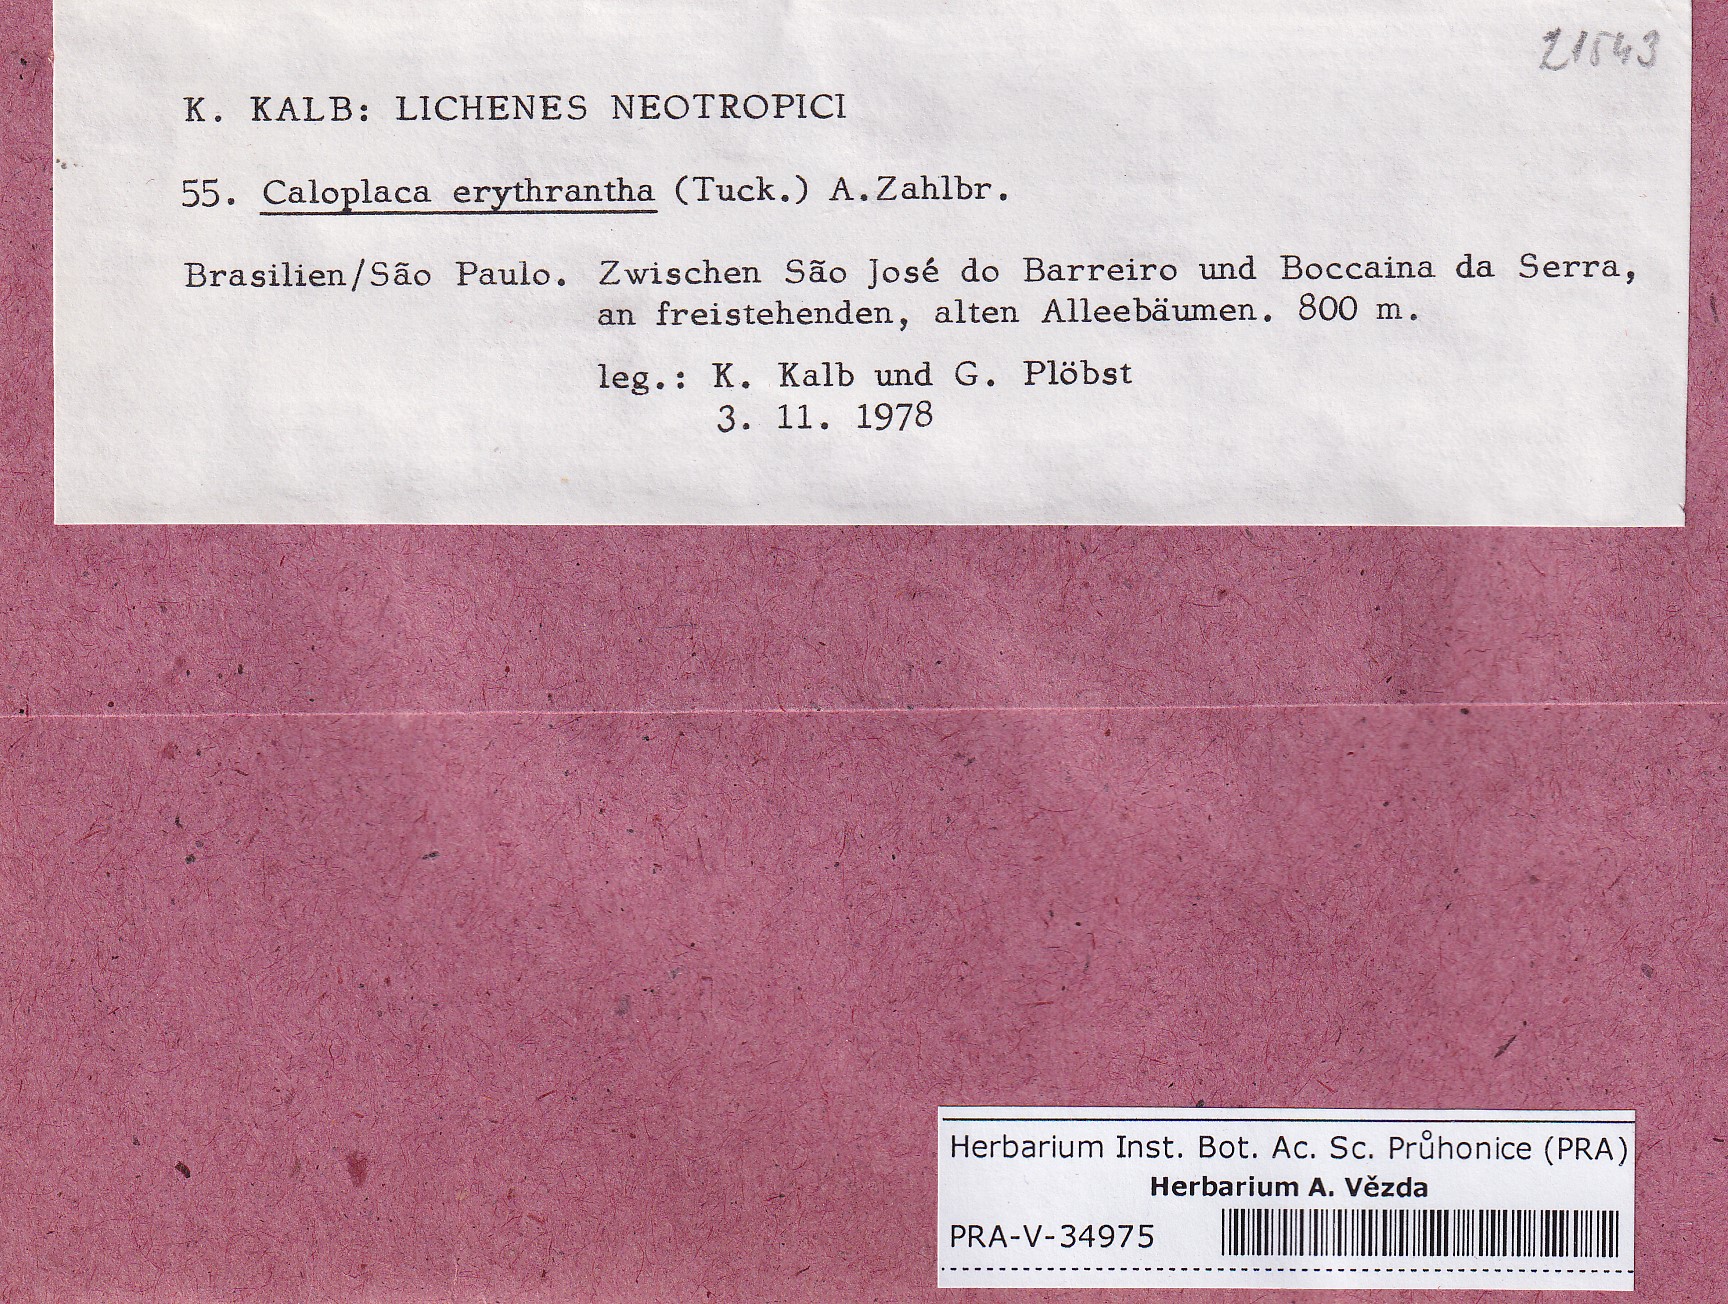 21543
K. KALB: LICHENES NEOTROPICI
55. Caloplaca erythrantha (Tuck.) A.Zahlbr.
Brasilien/São Paulo. Zwischen São José do Barreiro und Boccaina da Serra,
an freistehenden, alten Alleebäumen. 800 m.
leg.: K. Kalb und G. Plöbst
3. 11. 1978
Herbarium Inst. Bot. Ac. Sc. Průhonice (PRA)
Herbarium A. Vězda
PRA-V-34975